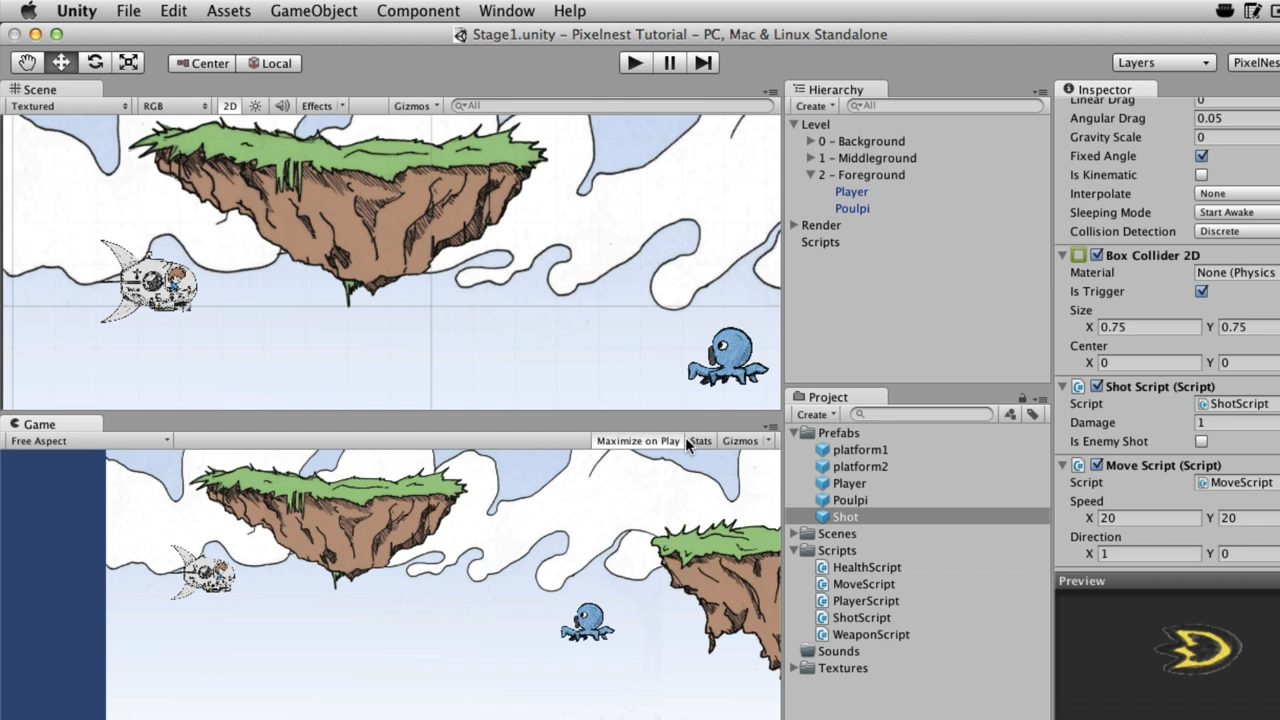 Unity File Edit Assets GameObject Component Window Help
Stage1.unity – Pixelnest Tutorial – PC, Mac & Linux Standalone
Center Local Layers PixelNes
Scene
Textured RGB 2D Effects Gizmos All
Game
Free Aspect Maximize on Play Stats Gizmos
Hierarchy
Create All
Level
0 – Background
1 – Middleground
2 – Foreground
Player
Poulpi
Render
Scripts
Project
Create
Prefabs
platform1
platform2
Player
Poulpi
Shot
Scenes
Scripts
HealthScript
MoveScript
PlayerScript
ShotScript
WeaponScript
Sounds
Textures
Inspector
Linear Drag 0
Angular Drag 0.05
Gravity Scale 0
Fixed Angle
Is Kinematic
Interpolate None
Sleeping Mode Start Awake
Collision Detection Discrete
Box Collider 2D
Material None (Physics
Is Trigger
Size
X 0.75 Y 0.75
Center
X 0 Y 0
Shot Script (Script)
Script ShotScript
Damage 1
Is Enemy Shot
Move Script (Script)
Script MoveScript
Speed
X 20 Y 20
Direction
X 1 Y 0
Preview